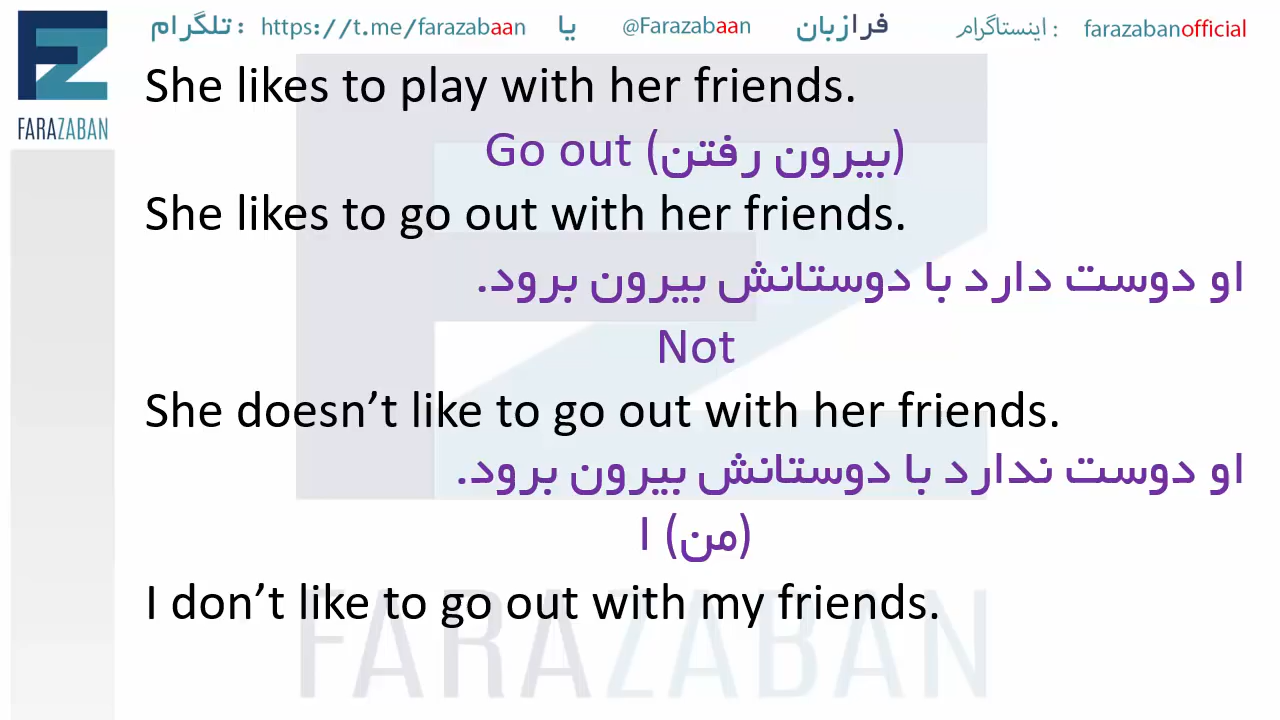 تلگرام : https://t.me/farazabaan یا @Farazabaan فرازبان اینستاگرام : farazabanofficial
FZ
FARAZABAN
She likes to play with her friends.
Go out (بیرون رفتن)
She likes to go out with her friends.
او دوست دارد با دوستانش بیرون برود.
Not
She doesn’t like to go out with her friends.
او دوست ندارد با دوستانش بیرون برود.
I (من)
I don’t like to go out with my friends.
FARAZABAN